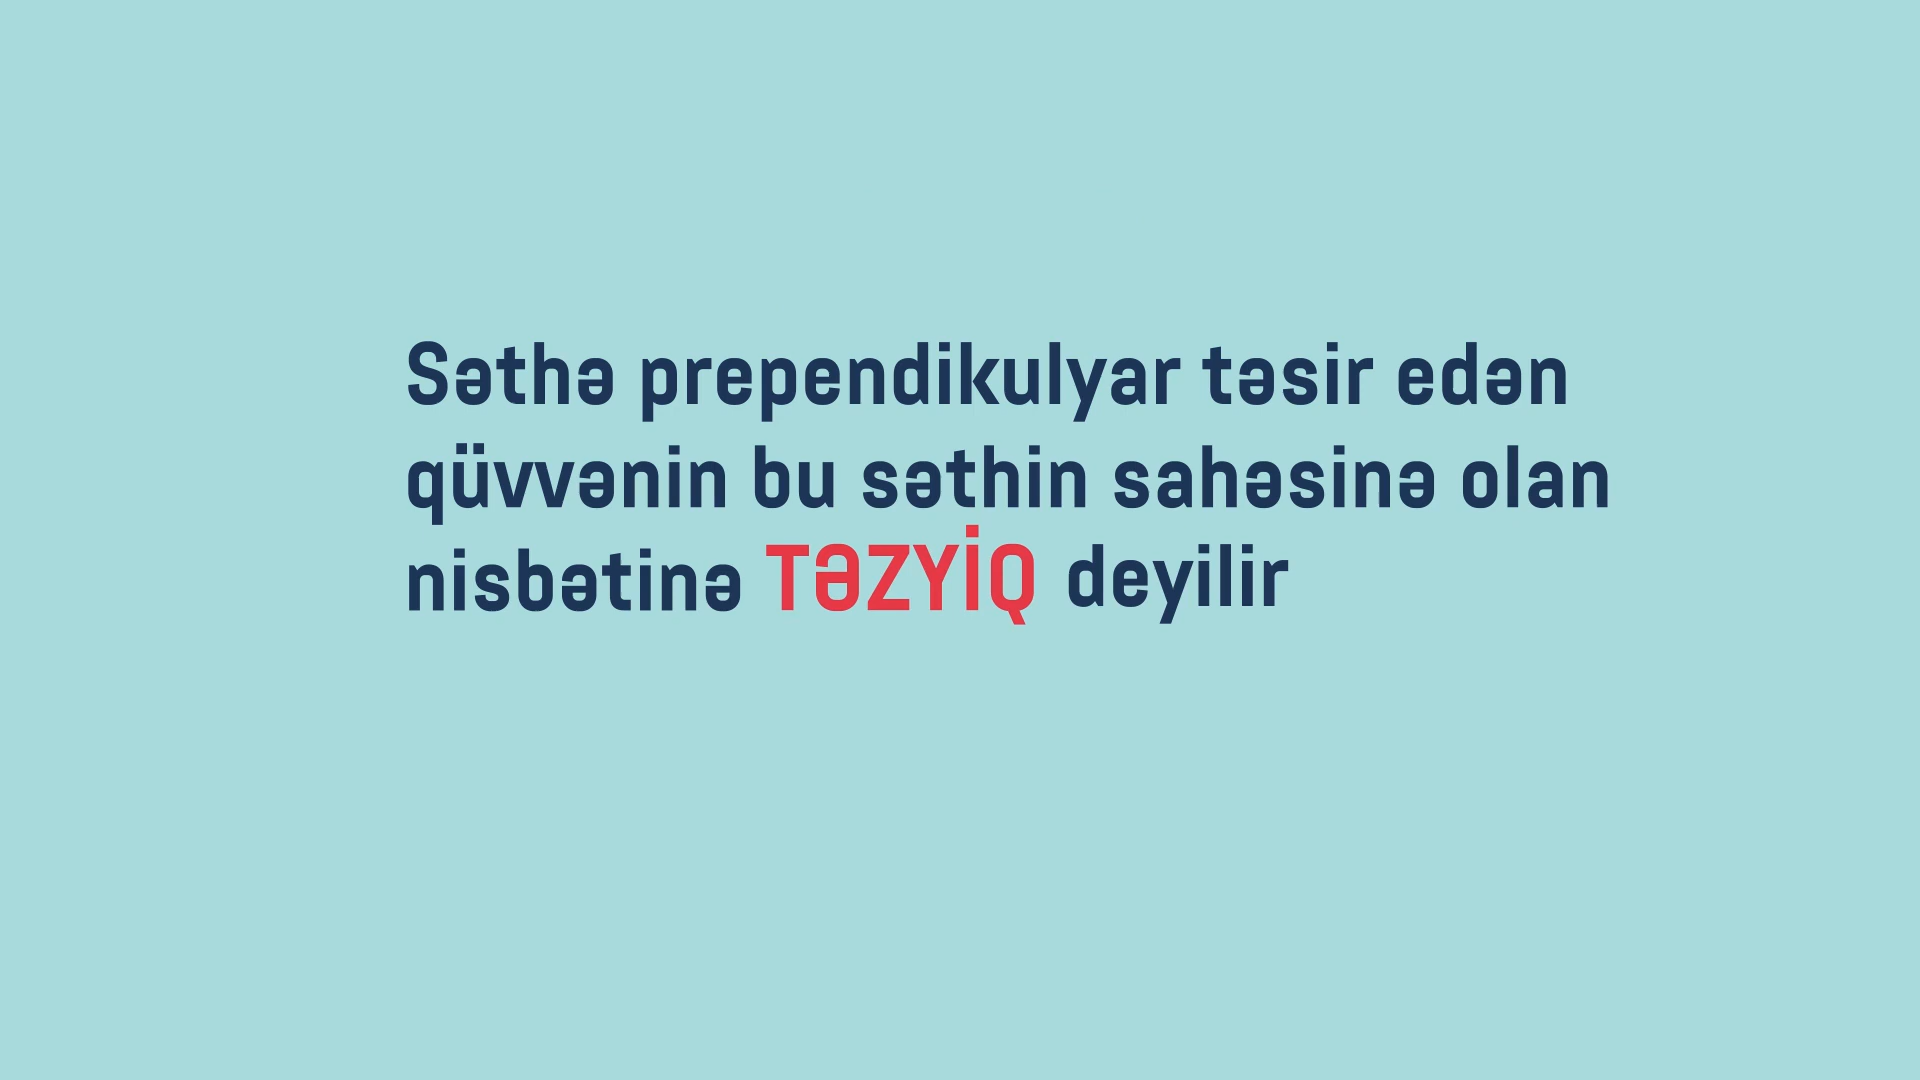 Səthə prependikulyar təsir edən
qüvvənin bu səthin sahəsinə olan
nisbətinə TƏZYİQ deyilir